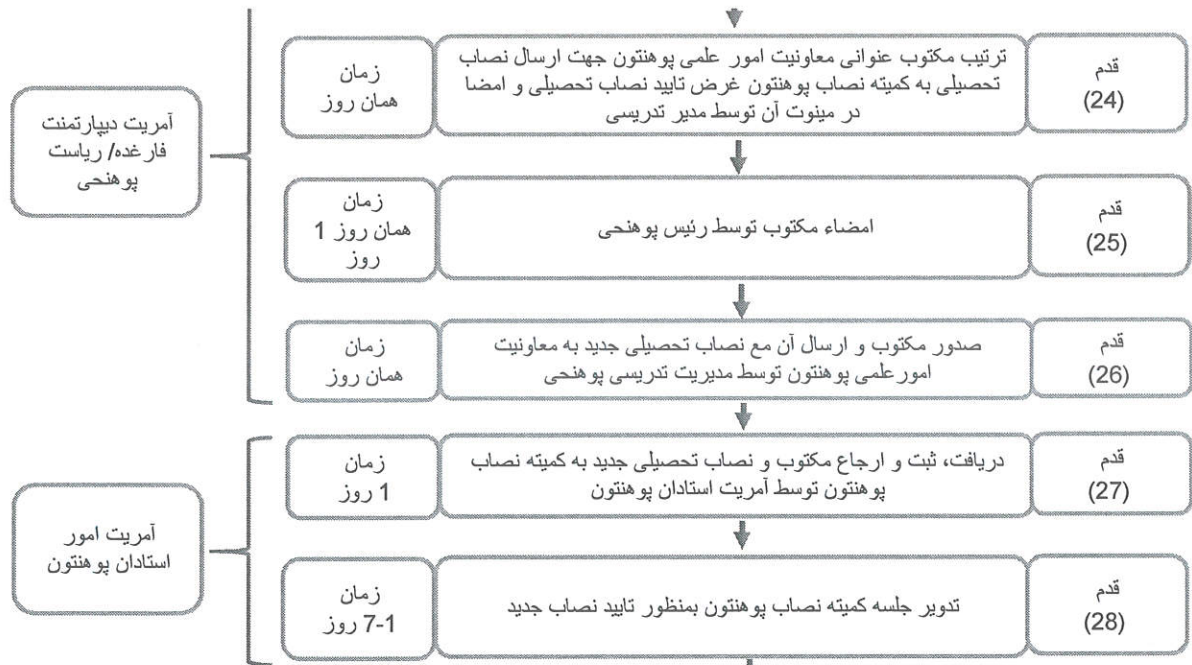 قدم
(24)
ترتیب مکتوب عنوانی معاونیت امور علمی پوهنتون جهت ارسال نصاب
تحصیلی به کمیته نصاب پوهنتون غرض تایید نصاب تحصیلی و امضا
در مینوت آن توسط مدیر تدریسی
زمان
همان روز
آمریت دیپارتمنت
فارغده/ ریاست
پوهنحی
قدم
(25)
امضاء مکتوب توسط رئیس پوهنحی
زمان
همان روز 1
روز
قدم
(26)
صدور مکتوب و ارسال آن مع نصاب تحصیلی جدید به معاونیت
امورعلمی پوهنتون توسط مدیریت تدریسی پوهنحی
زمان
همان روز
قدم
(27)
دریافت، ثبت و ارجاع مکتوب و نصاب تحصیلی جدید به کمیته نصاب
پوهنتون توسط آمریت استادان پوهنتون
زمان
1 روز
آمریت امور
استادان پوهنتون
قدم
(28)
تدویر جلسه کمیته نصاب پوهنتون بمنظور تایید نصاب جدید
زمان
7-1 روز